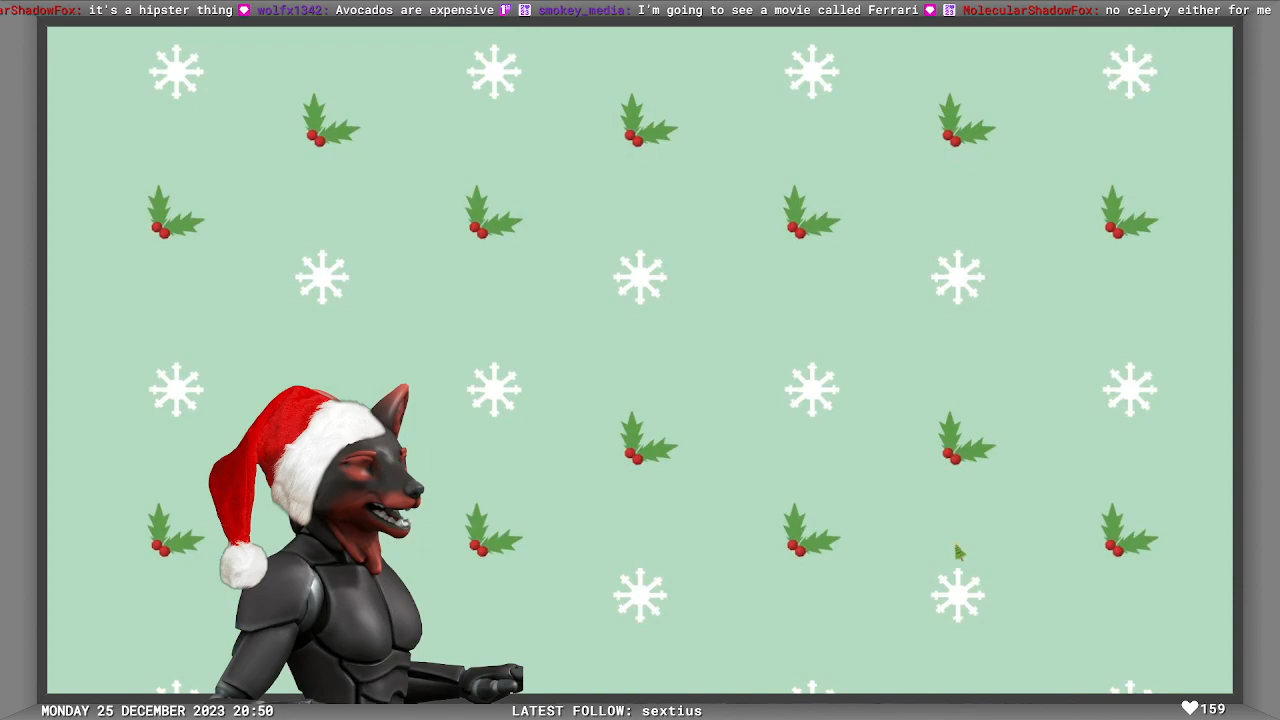 arShadowFox: it's a hipster thing wolfx1342: Avocados are expensive smokey_media: I'm going to see a movie called Ferrari MolecularShadowFox: no celery either for me
MONDAY 25 DECEMBER 2023 20:50 LATEST FOLLOW: sextius 159